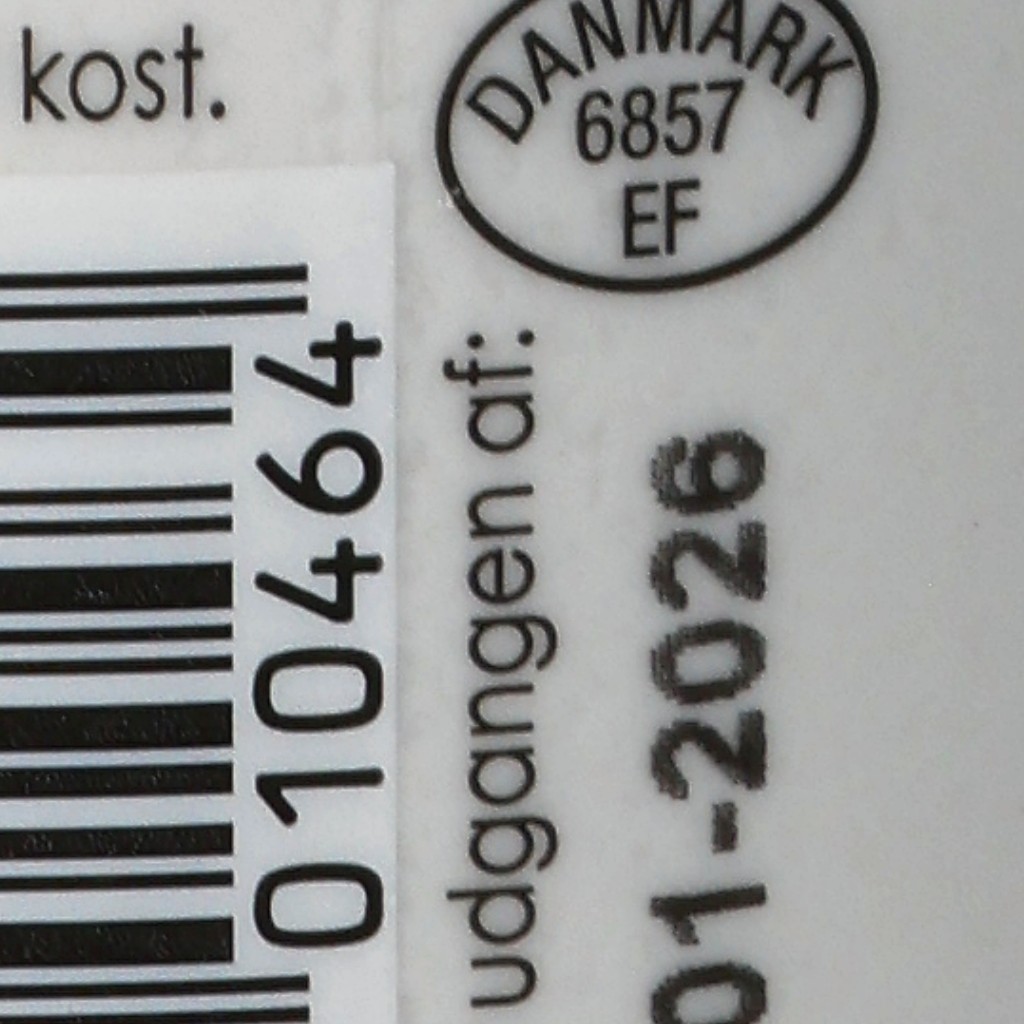 kost.
DANMARK
6857
EF
010464
udgangen af:
01-2026